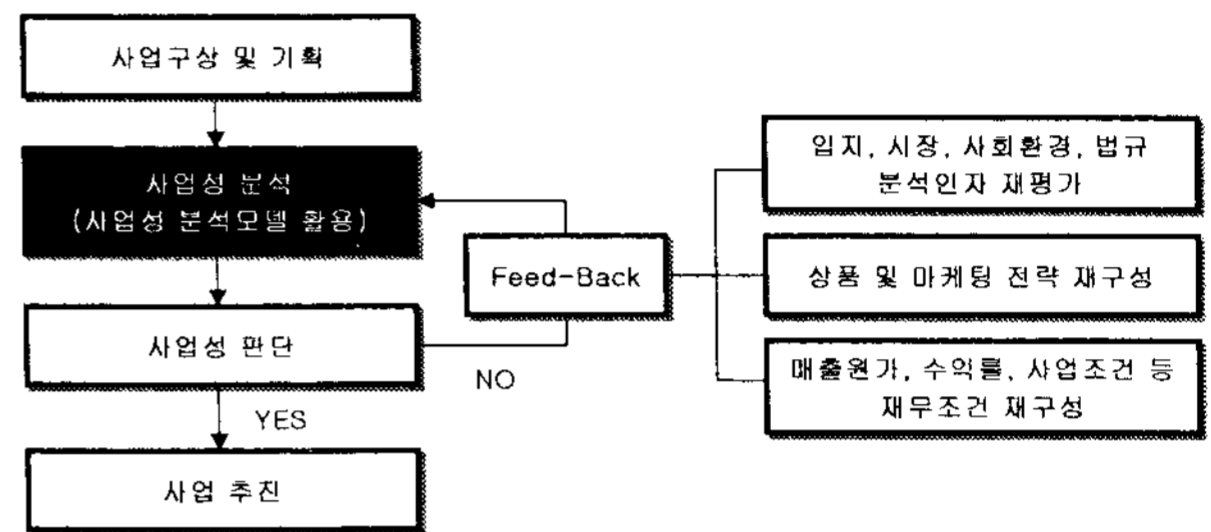 사업구상 및 기획
사업성 분석
(사업성 분석모델 활용)
사업성 판단
NO
YES
사업 추진
Feed-Back
입지, 시장, 사회환경, 법규
분석인자 재평가
상품 및 마케팅 전략 재구성
매출원가, 수익률, 사업조건 등
재무조건 재구성